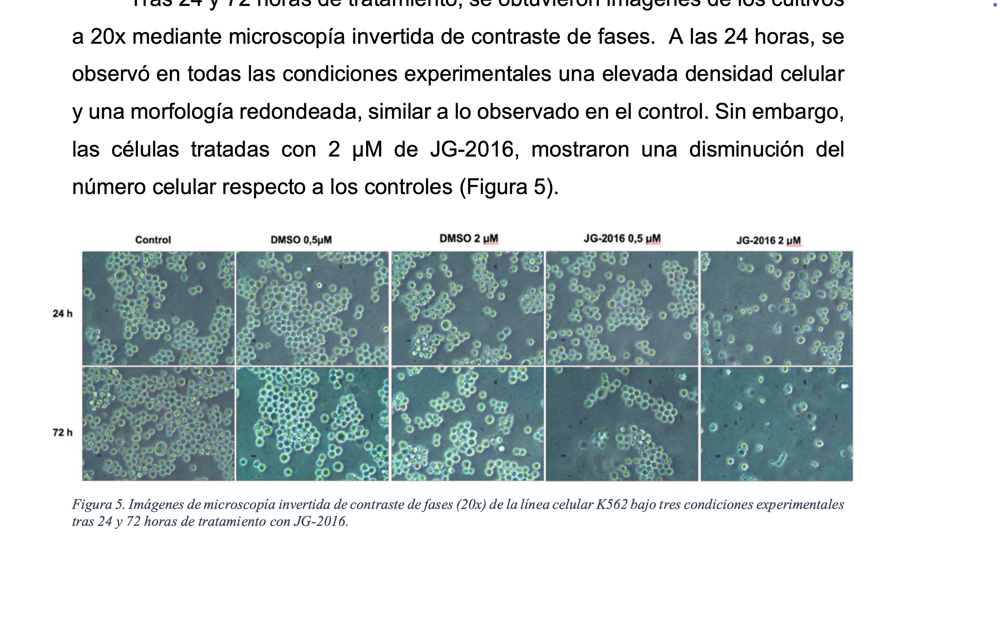 Tras 24 y 72 horas de tratamiento, se obtuvieron imágenes de los cultivos
a 20x mediante microscopía invertida de contraste de fases.  A las 24 horas, se
observó en todas las condiciones experimentales una elevada densidad celular
y una morfología redondeada, similar a lo observado en el control. Sin embargo,
las células tratadas con 2 µM de JG-2016, mostraron una disminución del
número celular respecto a los controles (Figura 5).
Control DMSO 0,5µM DMSO 2 µM JG-2016 0,5 µM JG-2016 2 µM
24 h
72 h
Figura 5. Imágenes de microscopía invertida de contraste de fases (20x) de la línea celular K562 bajo tres condiciones experimentales
tras 24 y 72 horas de tratamiento con JG-2016.